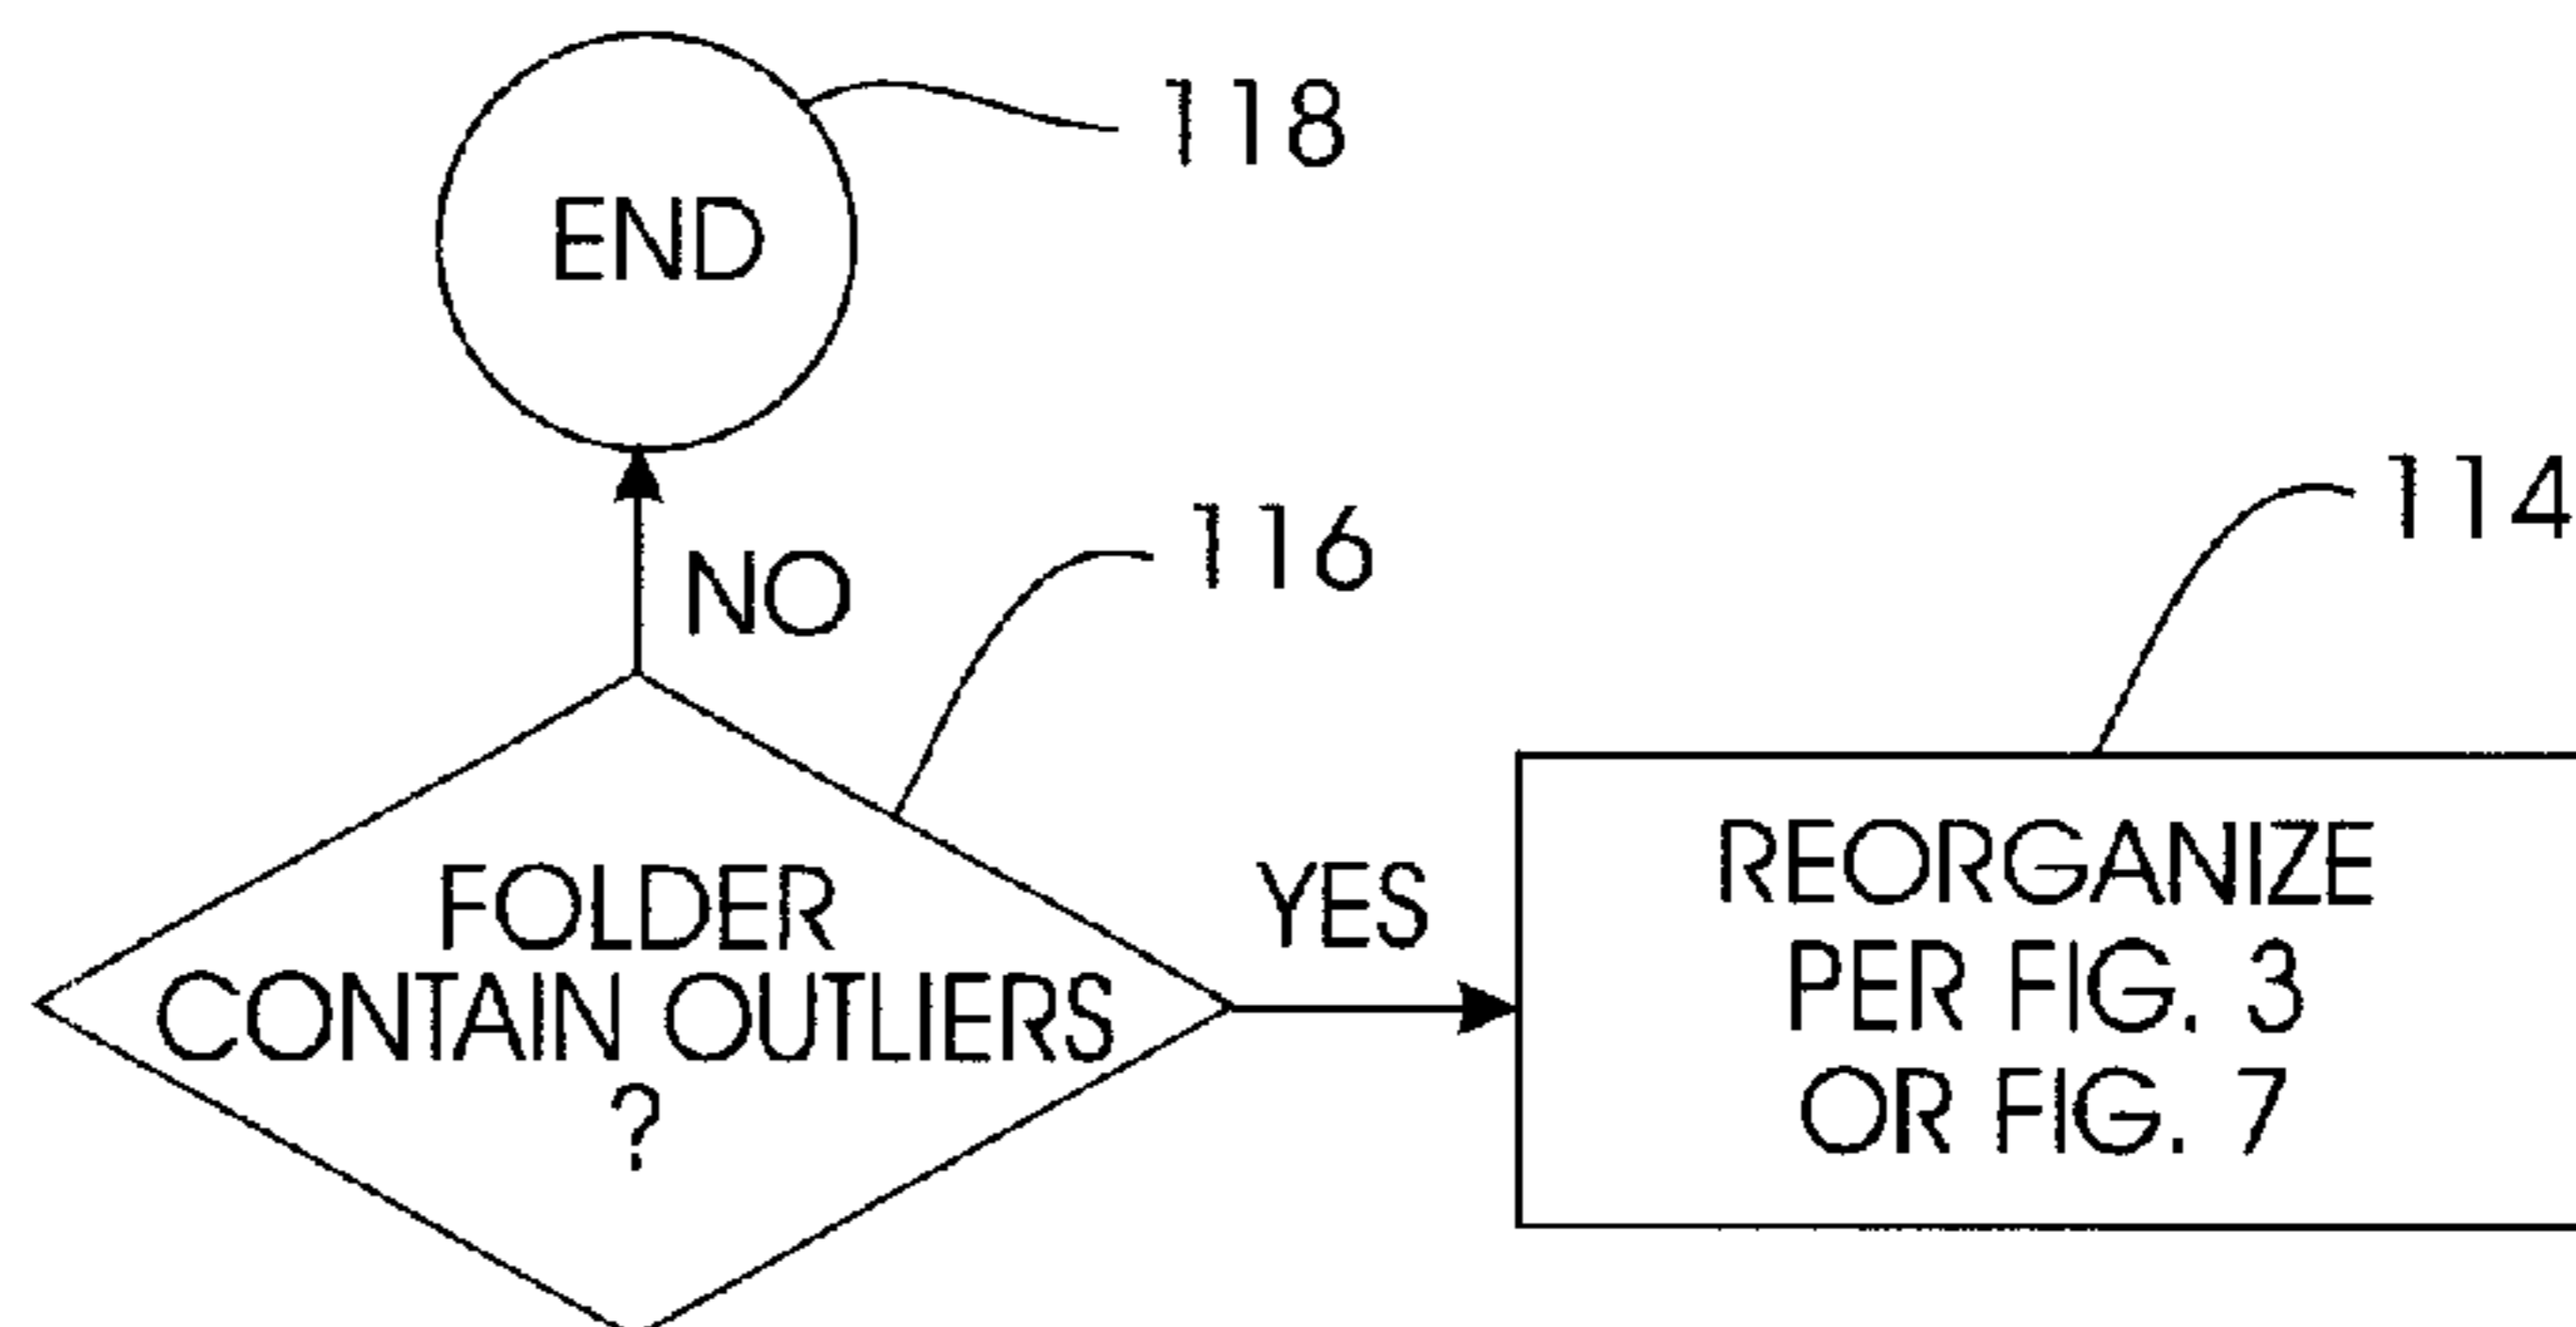 118
END
114
116
NO
FOLDER
CONTAIN OUTLIERS
?
YES
REORGANIZE
PER FIG. 3
OR FIG. 7